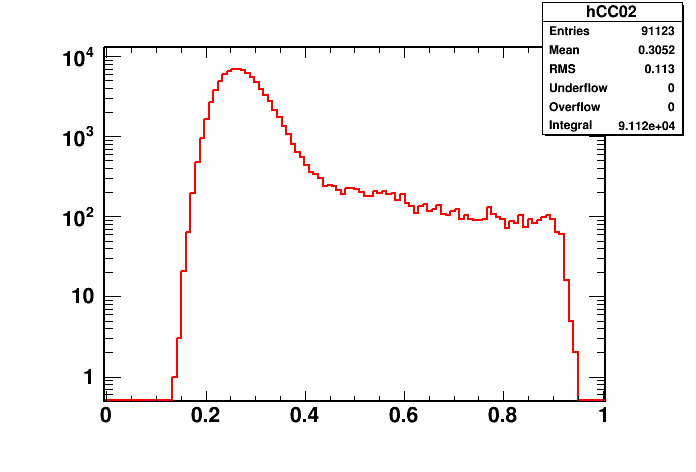 hCC02
Entries 91123
Mean 0.3052
RMS 0.113
Underflow 0
Overflow 0
Integral 9.112e+04
10^4
10^3
10^2
10
1
0 0.2 0.4 0.6 0.8 1